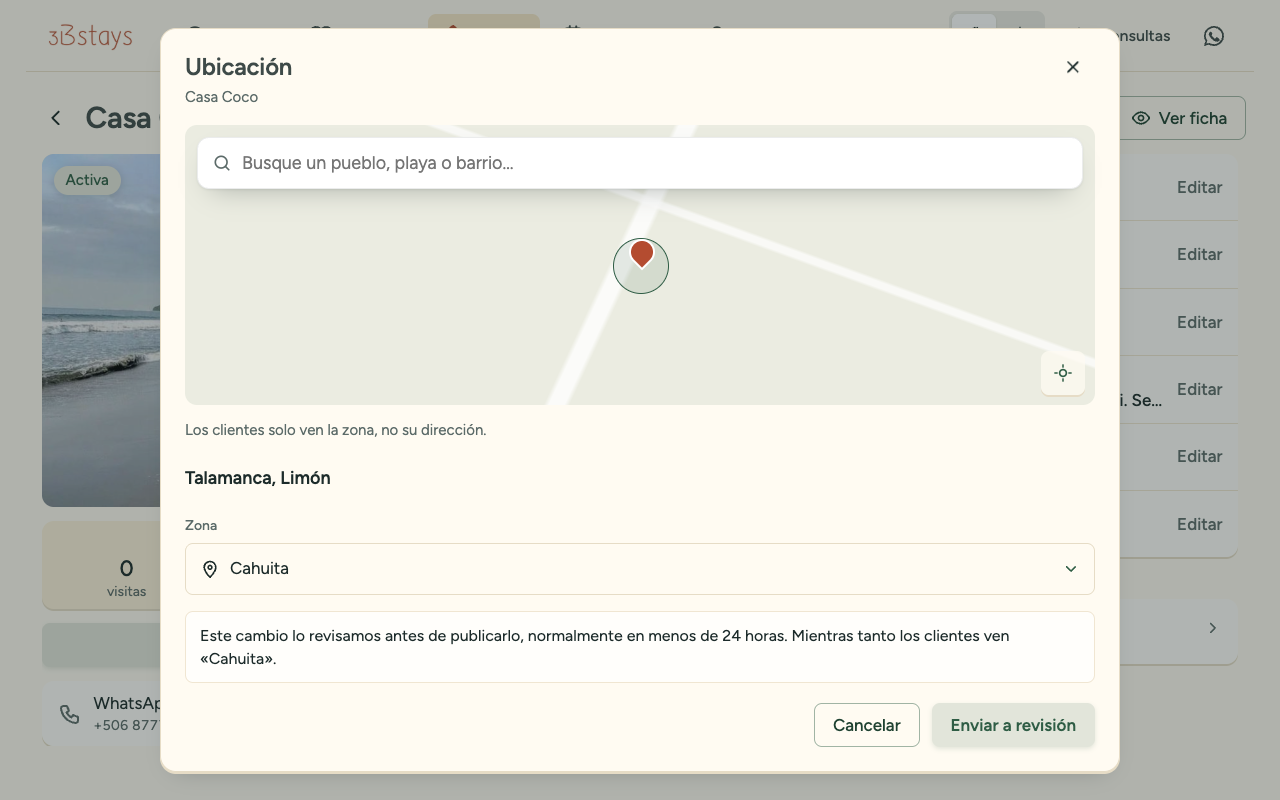 3Bstays
Ubicación
Casa Coco
onsultas
Casa
Ver ficha
Activa
Busque un pueblo, playa o barrio...
Editar
Editar
Editar
i. Se...
Editar
Los clientes solo ven la zona, no su dirección.
Editar
Talamanca, Limón
Editar
Zona
Cahuita
0
visitas
Este cambio lo revisamos antes de publicarlo, normalmente en menos de 24 horas. Mientras tanto los clientes ven
«Cahuita».
WhatsAp
+506 877
Cancelar
Enviar a revisión